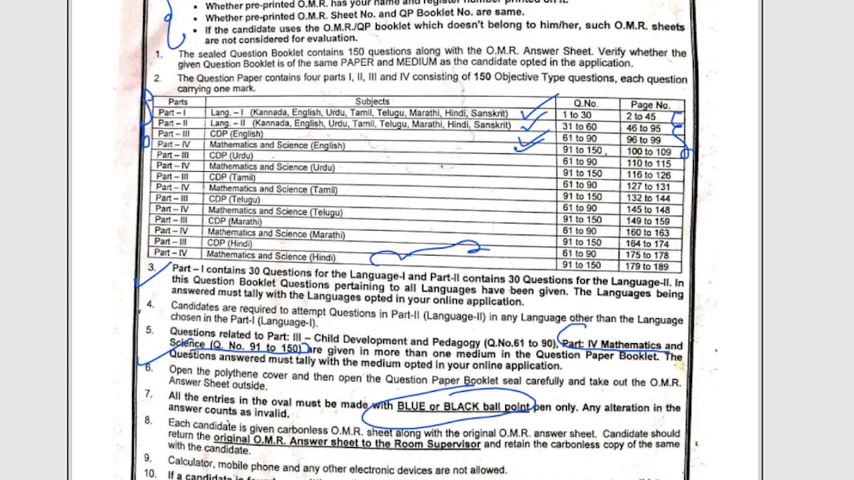 Whether pre-printed O.M.R. has your name and register number printed on it.
• Whether pre-printed O.M.R. Sheet No. and QP Booklet No. are same.
• If the candidate uses the O.M.R/QP booklet which doesn't belong to him/her, such O.M.R. sheets
are not considered for evaluation.
1. The sealed Question Booklet contains 150 questions along with the O.M.R. Answer Sheet. Verify whether the
given Question Booklet is of the same PAPER and MEDIUM as the candidate opted in the application.
2. The Question Paper contains four parts I, II, III and IV consisting of 150 Objective Type questions, each question
carrying one mark.
Parts Subjects Q.No. Page No.
Part – I Lang. – I (Kannada, English, Urdu, Tamil, Telugu, Marathi, Hindi, Sanskrit) 1 to 30 2 to 45
Part – II Lang. – II (Kannada, English, Urdu, Tamil, Telugu, Marathi, Hindi, Sanskrit) 31 to 60 46 to 95
Part – III CDP (English) 61 to 90 96 to 99
Part – IV Mathematics and Science (English) 91 to 150 100 to 109
Part – III CDP (Urdu) 61 to 90 110 to 115
Part – IV Mathematics and Science (Urdu) 91 to 150 116 to 126
Part – III CDP (Tamil) 61 to 90 127 to 131
Part – IV Mathematics and Science (Tamil) 91 to 150 132 to 144
Part – III CDP (Telugu) 61 to 90 145 to 148
Part – IV Mathematics and Science (Telugu) 91 to 150 149 to 159
Part – III CDP (Marathi) 61 to 90 160 to 163
Part – IV Mathematics and Science (Marathi) 91 to 150 164 to 174
Part – III CDP (Hindi) 61 to 90 175 to 178
Part – IV Mathematics and Science (Hindi) 91 to 150 179 to 189
3. Part – I contains 30 Questions for the Language-I and Part-II contains 30 Questions for the Language-II. In
this Question Booklet Questions pertaining to all Languages have been given. The Languages being
answered must tally with the Languages opted in your online application.
4. Candidates are required to attempt Questions in Part-II (Language-II) in any Language other than the Language
chosen in the Part-I (Language-I).
5. Questions related to Part: III – Child Development and Pedagogy (Q.No.61 to 90), Part: IV Mathematics and
Science (Q. No. 91 to 150) are given in more than one medium in the Question Paper Booklet. The
Questions answered must tally with the medium opted in your online application.
6. Open the polythene cover and then open the Question Paper Booklet seal carefully and take out the O.M.R.
Answer Sheet outside.
7. All the entries in the oval must be made with BLUE or BLACK ball point pen only. Any alteration in the
answer counts as invalid.
8. Each candidate is given carbonless O.M.R. sheet along with the original O.M.R. answer sheet. Candidate should
return the original O.M.R. Answer sheet to the Room Supervisor and retain the carbonless copy of the same
with the candidate.
9. Calculator, mobile phone and any other electronic devices are not allowed.
10. If a candidate is found